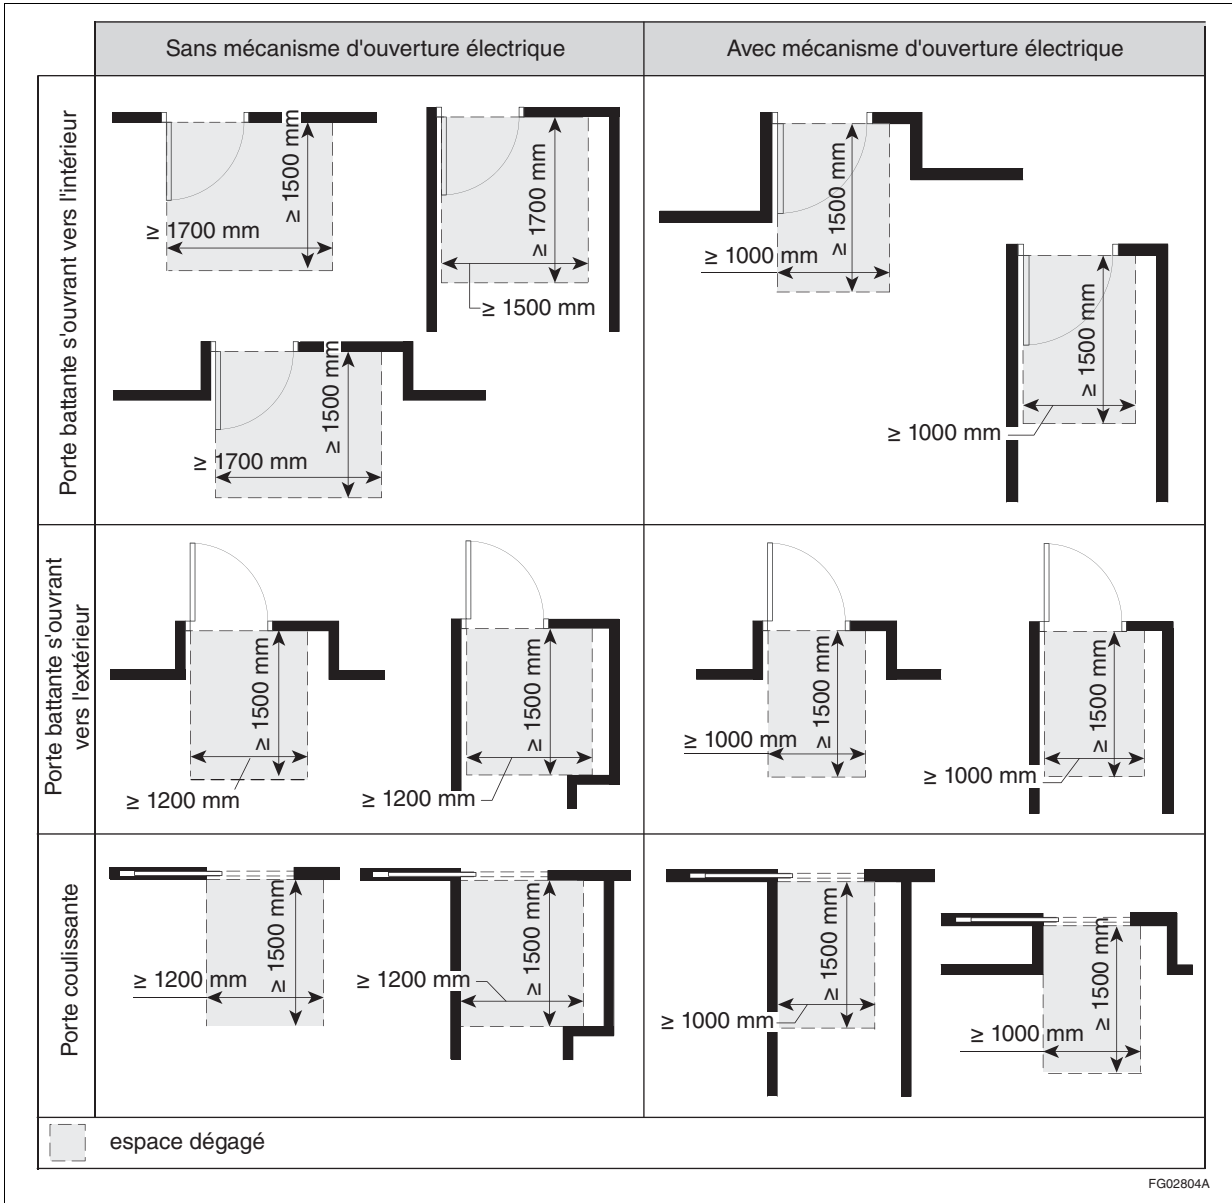 Sans mécanisme d'ouverture électrique
Avec mécanisme d'ouverture électrique
Porte battante s'ouvrant vers l'intérieur
≥ 1500 mm
≥ 1700 mm
≥ 1700 mm
≥ 1500 mm
≥ 1500 mm
≥ 1700 mm
≥ 1500 mm
≥ 1000 mm
≥ 1500 mm
≥ 1000 mm
Porte battante s'ouvrant
vers l'extérieur
≥ 1500 mm
≥ 1200 mm
≥ 1500 mm
≥ 1200 mm
≥ 1500 mm
≥ 1000 mm
≥ 1500 mm
≥ 1000 mm
Porte coulissante
≥ 1500 mm
≥ 1200 mm
≥ 1500 mm
≥ 1200 mm
≥ 1500 mm
≥ 1000 mm
≥ 1500 mm
≥ 1000 mm
espace dégagé
FG02804A